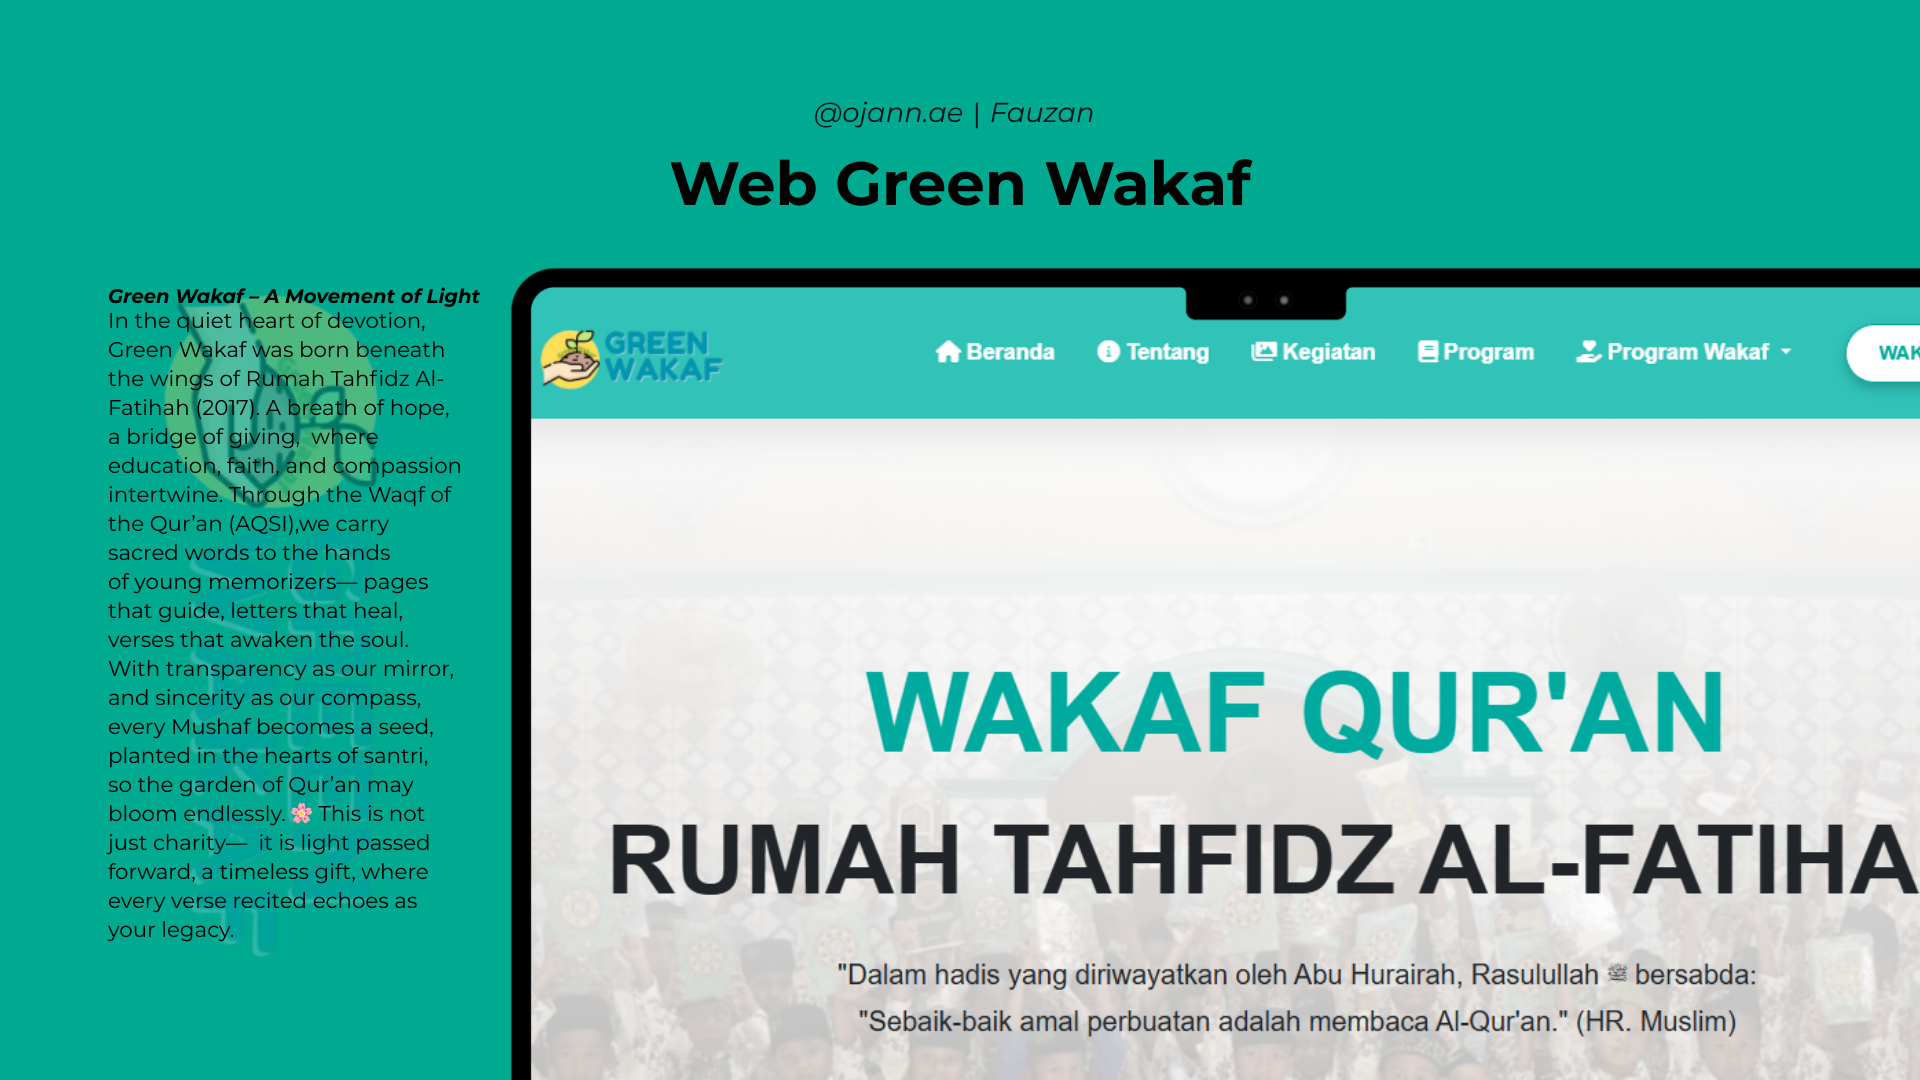 @ojann.ae | Fauzan
Web Green Wakaf
Green Wakaf – A Movement of Light
In the quiet heart of devotion,
Green Wakaf was born beneath
the wings of Rumah Tahfidz Al-
Fatihah (2017). A breath of hope,
a bridge of giving,  where
education, faith, and compassion
intertwine. Through the Waqf of
the Qur’an (AQSI),we carry
sacred words to the hands
of young memorizers— pages
that guide, letters that heal,
verses that awaken the soul.
With transparency as our mirror,
and sincerity as our compass,
every Mushaf becomes a seed,
planted in the hearts of santri,
so the garden of Qur’an may
bloom endlessly. 🌸 This is not
just charity—  it is light passed
forward, a timeless gift, where
every verse recited echoes as
your legacy.
GREEN
WAKAF
Beranda Tentang Kegiatan Program Program Wakaf
WAKAF QUR'AN
RUMAH TAHFIDZ AL-FATIHA
"Dalam hadis yang diriwayatkan oleh Abu Hurairah, Rasulullah ﷺ bersabda:
"Sebaik-baik amal perbuatan adalah membaca Al-Qur'an." (HR. Muslim)